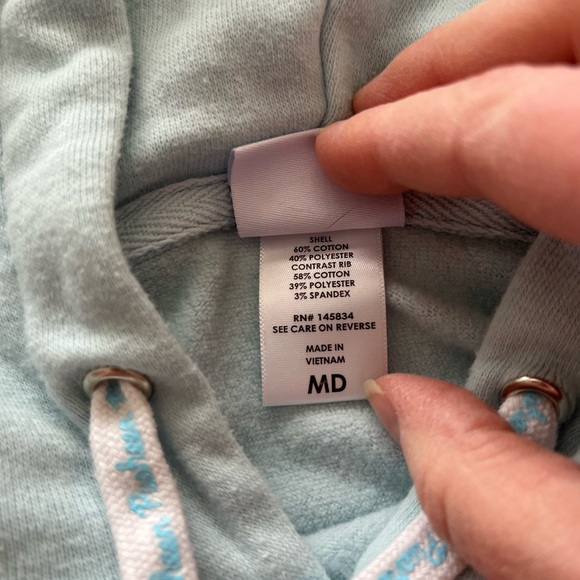 SHELL
60% COTTON
40% POLYESTER
CONTRAST RIB
58% COTTON
39% POLYESTER
3% SPANDEX
RN# 145834
SEE CARE ON REVERSE
MADE IN
VIETNAM
MD